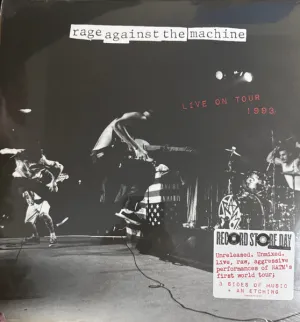 rage against the machine
LIVE ON TOUR
1993
RECORD STORE DAY
Unreleased. Unmixed.
Live, raw, aggressive
performances of RATM's
first world tour;
3 SIDES OF MUSIC
+ AN ETCHING